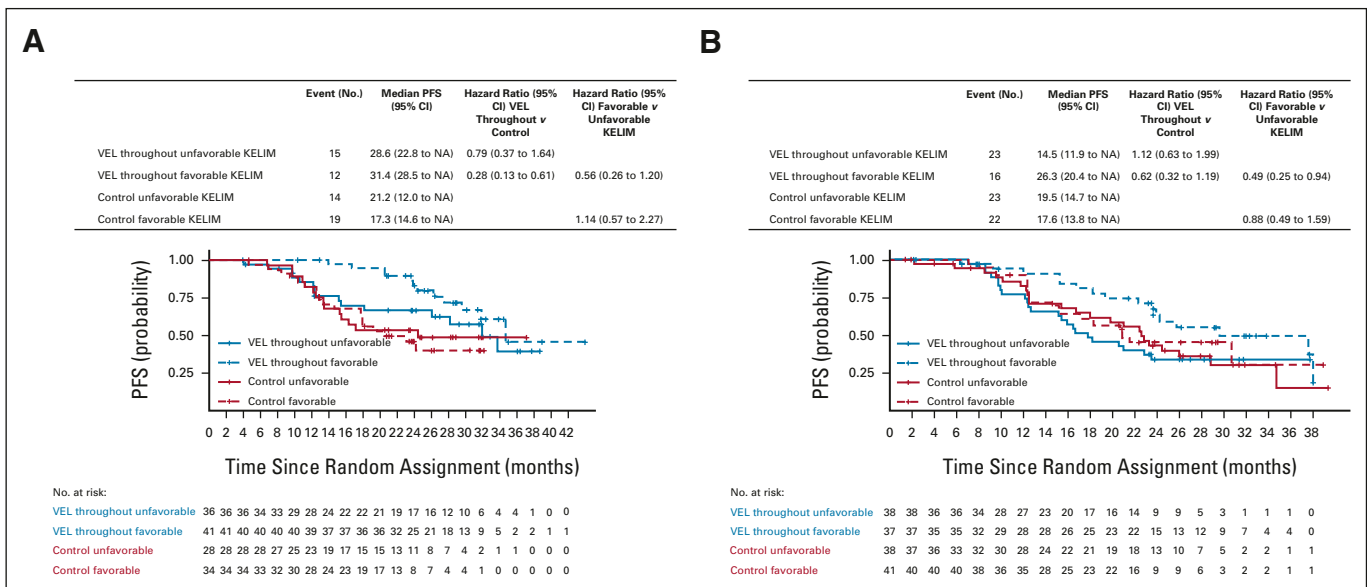 A
Event (No.) Median PFS Hazard Ratio (95% Hazard Ratio (95%
(95% CI) CI) VEL CI) Favorable v
Throughout v Unfavorable
Control KELIM
VEL throughout unfavorable KELIM 15 28.6 (22.8 to NA) 0.79 (0.37 to 1.64)
VEL throughout favorable KELIM 12 31.4 (28.5 to NA) 0.28 (0.13 to 0.61) 0.56 (0.26 to 1.20)
Control unfavorable KELIM 14 21.2 (12.0 to NA)
Control favorable KELIM 19 17.3 (14.6 to NA) 1.14 (0.57 to 2.27)
PFS (probability)
1.00
0.75
0.50
0.25
VEL throughout unfavorable
VEL throughout favorable
Control unfavorable
Control favorable
0 2 4 6 8 10 12 14 16 18 20 22 24 26 28 30 32 34 36 38 40 42
Time Since Random Assignment (months)
No. at risk:
VEL throughout unfavorable 36 36 36 34 33 29 28 24 22 22 21 19 17 16 12 10 6 4 4 1 0 0
VEL throughout favorable 41 41 40 40 40 40 39 37 37 36 36 32 25 21 18 13 9 5 2 2 1 1
Control unfavorable 28 28 28 28 27 25 23 19 17 15 15 13 11 8 7 4 2 1 1 0 0 0
Control favorable 34 34 34 33 32 30 28 24 23 19 17 13 8 7 4 4 1 0 0 0 0 0
B
Event (No.) Median PFS Hazard Ratio (95% Hazard Ratio (95%
(95% CI) CI) VEL CI) Favorable v
Throughout v Unfavorable
Control KELIM
VEL throughout unfavorable KELIM 23 14.5 (11.9 to NA) 1.12 (0.63 to 1.99)
VEL throughout favorable KELIM 16 26.3 (20.4 to NA) 0.62 (0.32 to 1.19) 0.49 (0.25 to 0.94)
Control unfavorable KELIM 23 19.5 (14.7 to NA)
Control favorable KELIM 22 17.6 (13.8 to NA) 0.88 (0.49 to 1.59)
PFS (probability)
1.00
0.75
0.50
0.25
VEL throughout unfavorable
VEL throughout favorable
Control unfavorable
Control favorable
0 2 4 6 8 10 12 14 16 18 20 22 24 26 28 30 32 34 36 38
Time Since Random Assignment (months)
No. at risk:
VEL throughout unfavorable 38 38 36 36 34 28 27 23 20 17 16 14 9 9 5 3 1 1 1 0
VEL throughout favorable 37 37 35 35 32 29 28 28 26 25 23 22 15 13 12 9 7 4 4 0
Control unfavorable 38 37 36 33 32 30 28 24 22 21 19 18 13 10 7 5 2 2 1 1
Control favorable 41 40 40 40 38 36 35 28 25 23 22 16 9 9 6 3 2 2 1 1